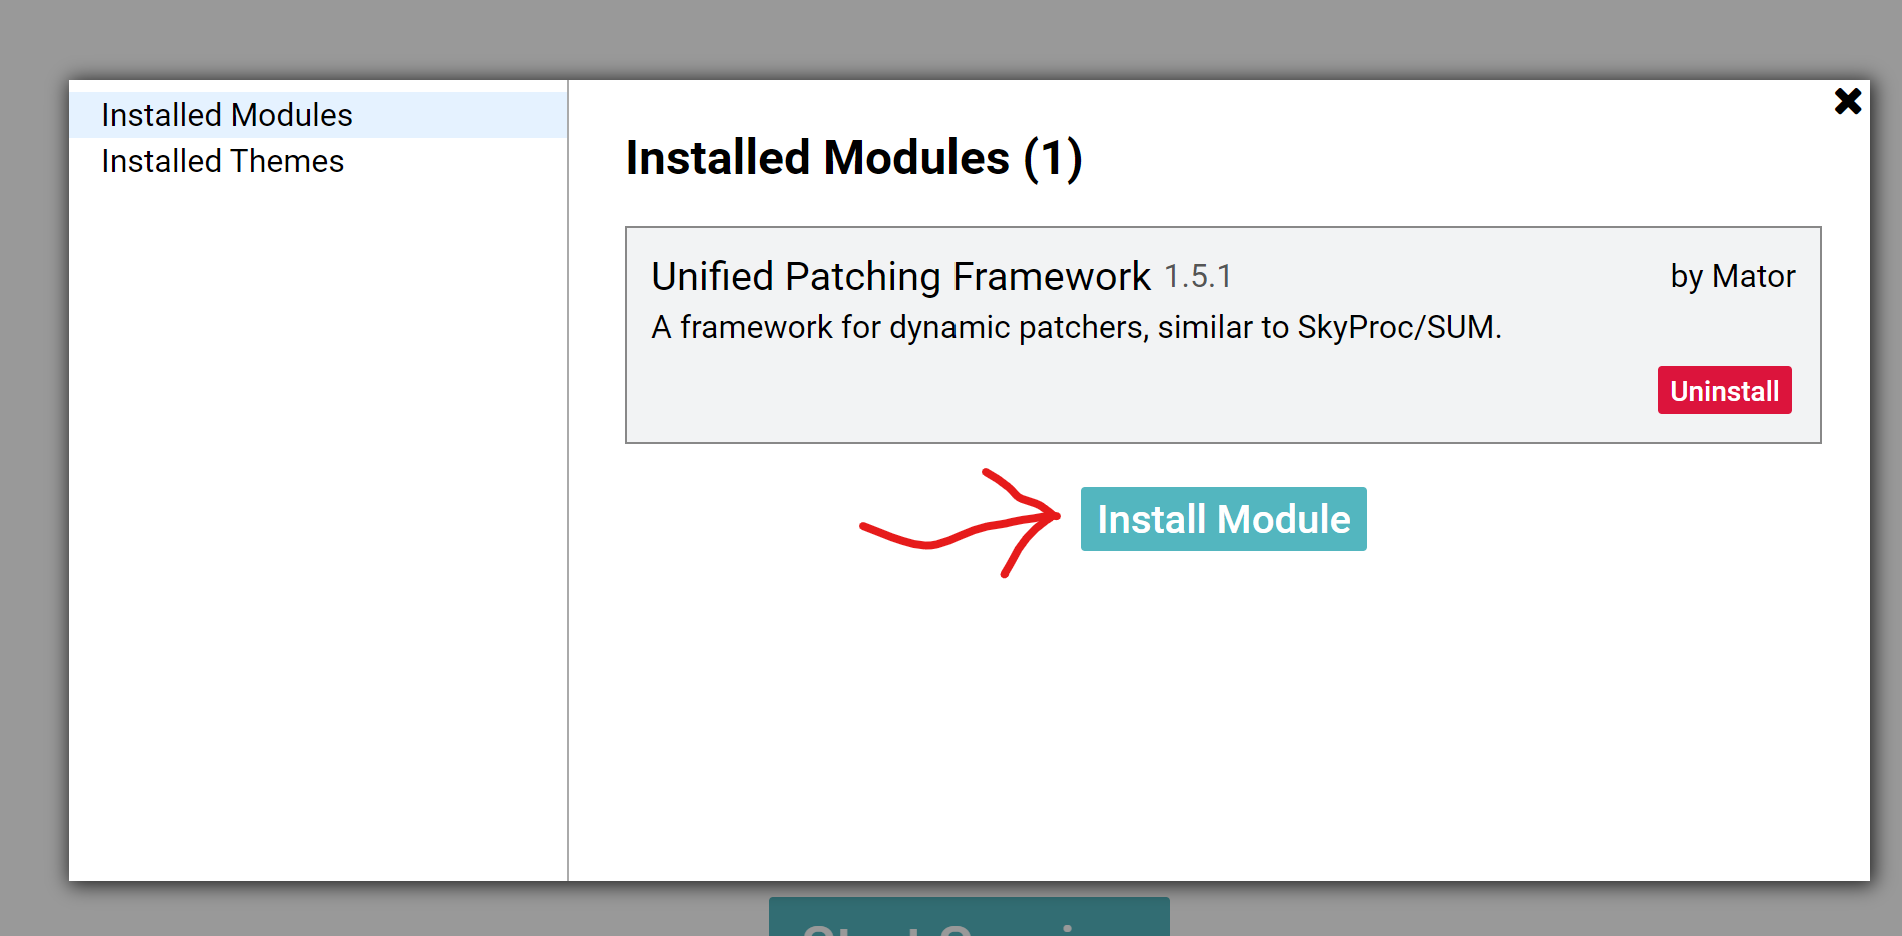 Installed Modules
Installed Themes
Installed Modules (1)
Unified Patching Framework 1.5.1
by Mator
A framework for dynamic patchers, similar to SkyProc/SUM.
Uninstall
Install Module